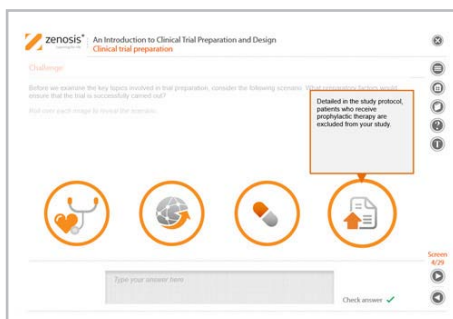 zenosis
An Introduction to Clinical Trial Preparation and Design
Clinical trial preparation
Challenge
Before we examine the key topics involved in trial preparation, consider the following scenario. What preparatory factors would
ensure that the trial is successfully carried out?
Roll over each image to reveal the scenario.
Detailed in the study protocol,
patients who receive
prophylactic therapy are
excluded from your study.
Screen
4/29
Type your answer here
Check answer